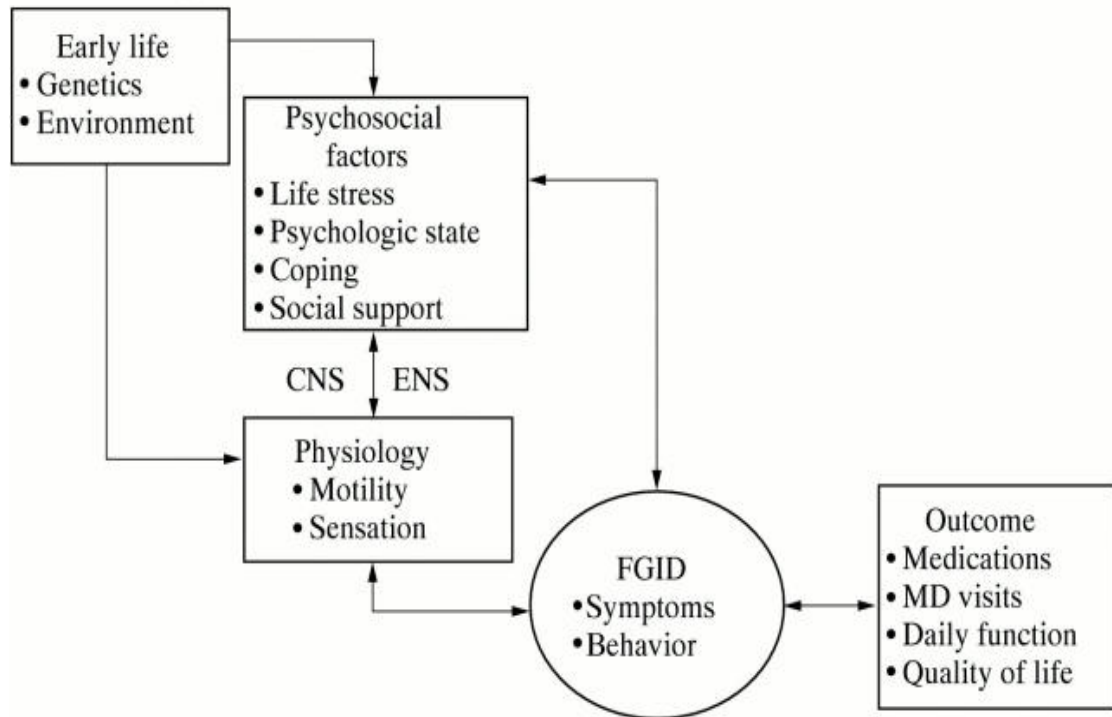 Early life
• Genetics
• Environment
Psychosocial
factors
• Life stress
• Psychologic state
• Coping
• Social support
CNS ENS
Physiology
• Motility
• Sensation
FGID
• Symptoms
• Behavior
Outcome
• Medications
• MD visits
• Daily function
• Quality of life